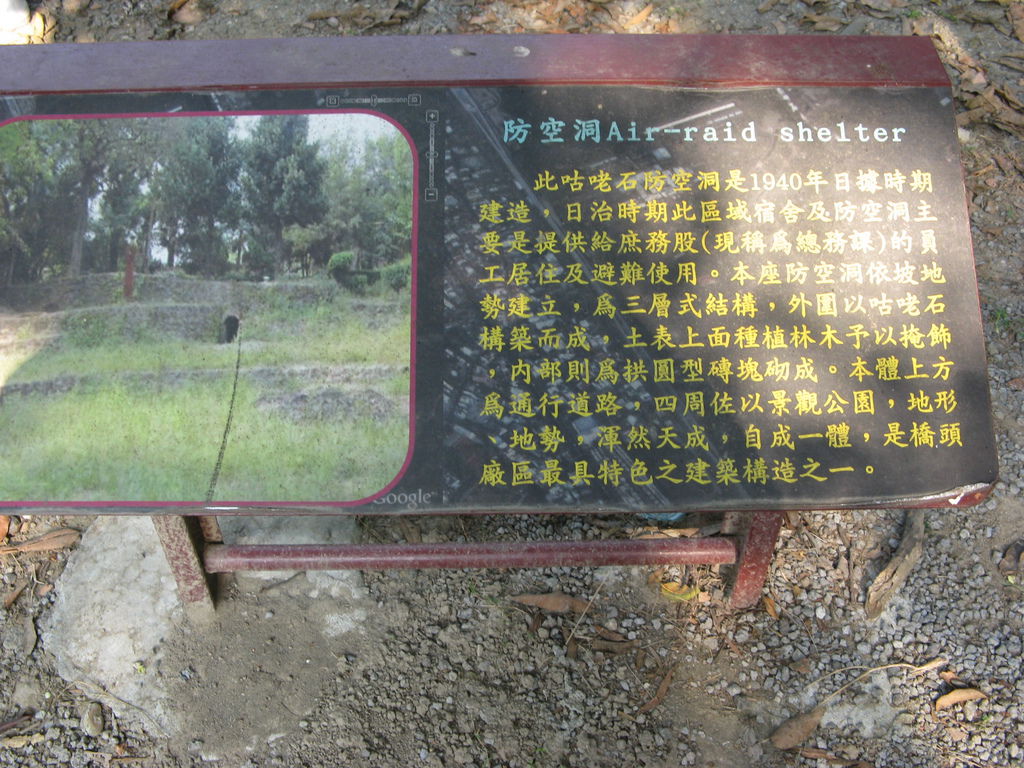 防空洞Air-raid shelter
此咕咾石防空洞是1940年日據時期
建造，日治時期此區域宿舍及防空洞主
要是提供給庶務股(現稱爲總務課)的員
工居住及避難使用。本座防空洞依坡地
勢建立，爲三層式結構，外圍以咕咾石
構築而成，土表上面種植林木予以掩飾
，內部則爲拱圓型磚塊砌成。本體上方
爲通行道路，四周佐以景觀公園，地形
、地勢，渾然天成，自成一體，是橋頭
廠區最具特色之建築構造之一。
Google